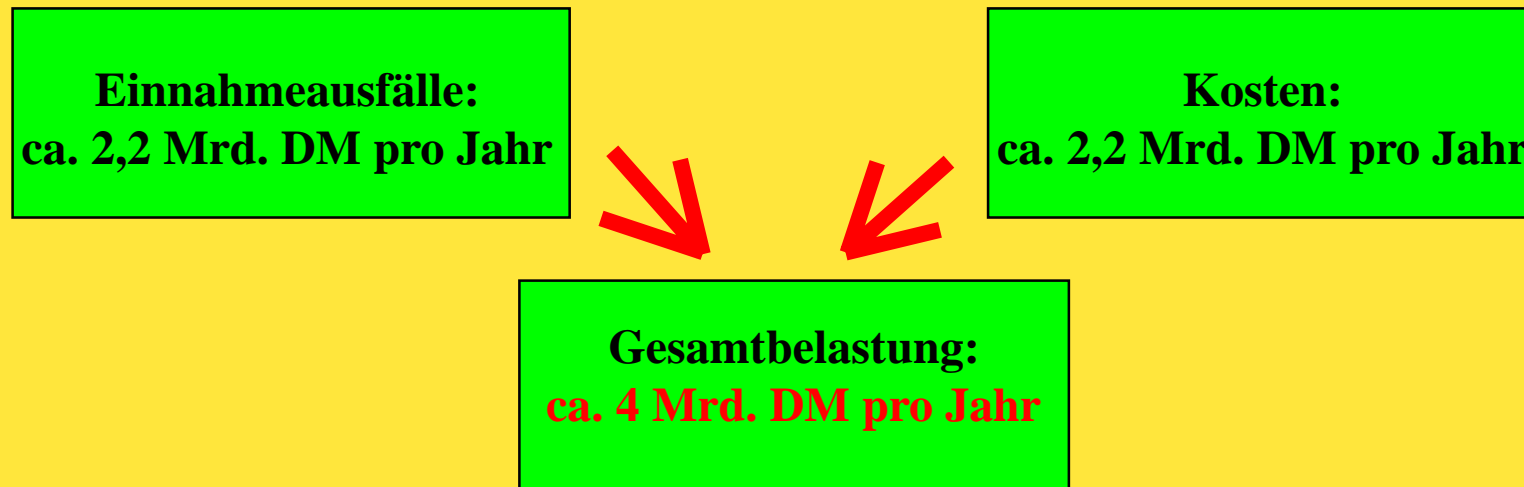 Einnahmeausfälle:
ca. 2,2 Mrd. DM pro Jahr
Kosten:
ca. 2,2 Mrd. DM pro Jahr
Gesamtbelastung:
ca. 4 Mrd. DM pro Jahr